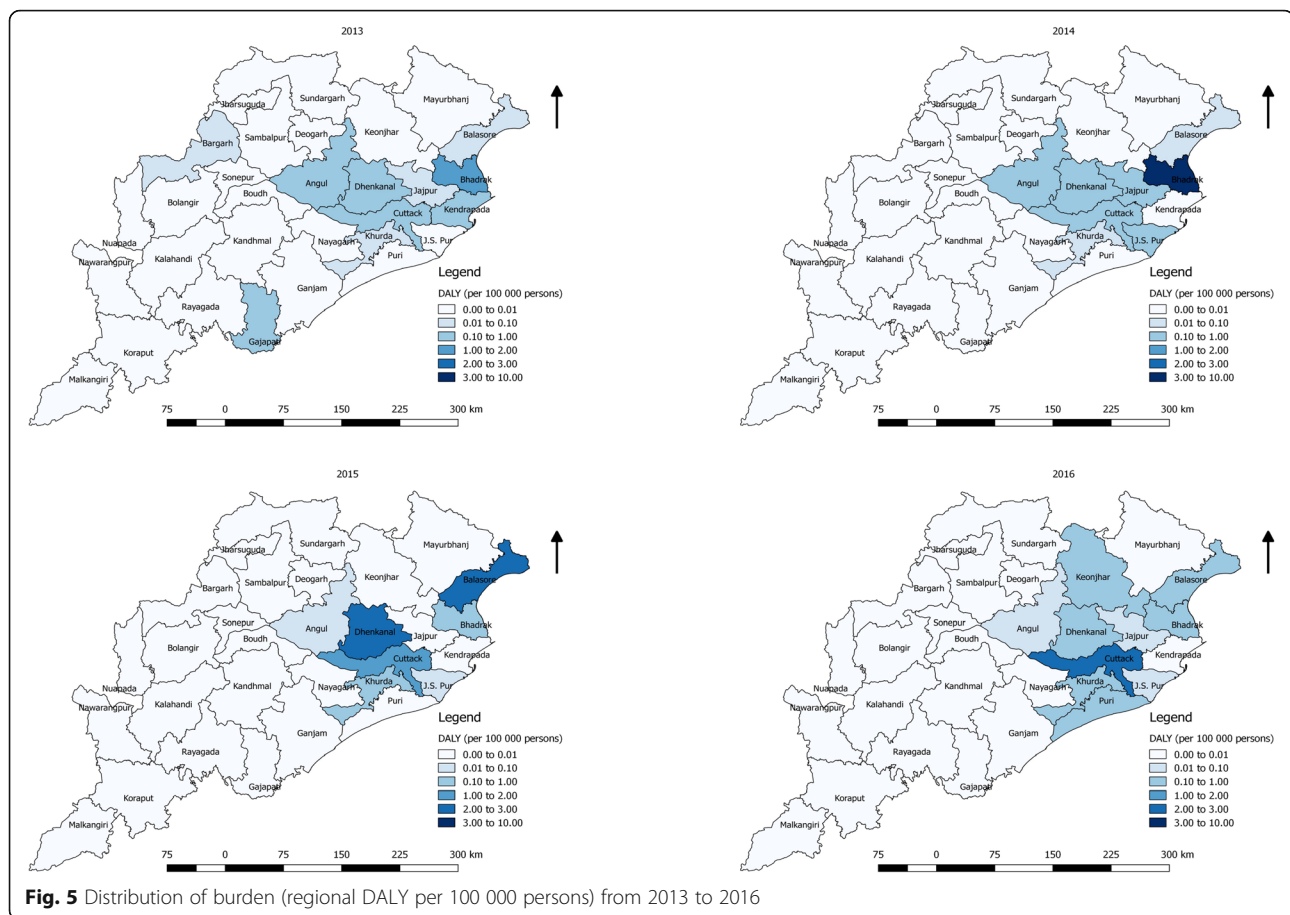 2013
Sundargarh
Mayurbhanj
Jharsuguda
Deogarh
Keonjhar
Sambalpur
Balasore
Bargarh
Sonepur
Angul
Dhenkanal
Jajpur
Bhadrak
Boudh
Bolangir
Kendrapada
Cuttack
Kandhmal
Nayagarh
Khurda
J.S. Pur
Nuapada
Puri
Nawarangpur
Kalahandi
Ganjam
Rayagada
Gajapati
Koraput
Malkangiri
Legend
DALY (per 100 000 persons)
0.00 to 0.01
0.01 to 0.10
0.10 to 1.00
1.00 to 2.00
2.00 to 3.00
3.00 to 10.00
75 0 75 150 225 300 km
2014
Sundargarh
Mayurbhanj
Jharsuguda
Deogarh
Keonjhar
Sambalpur
Balasore
Bargarh
Sonepur
Angul
Dhenkanal
Jajpur
Bhadrak
Boudh
Bolangir
Kendrapada
Cuttack
Kandhmal
Nayagarh
Khurda
J.S. Pur
Nuapada
Puri
Nawarangpur
Kalahandi
Ganjam
Rayagada
Gajapati
Koraput
Malkangiri
Legend
DALY (per 100 000 persons)
0.00 to 0.01
0.01 to 0.10
0.10 to 1.00
1.00 to 2.00
2.00 to 3.00
3.00 to 10.00
75 0 75 150 225 300 km
2015
Sundargarh
Mayurbhanj
Jharsuguda
Deogarh
Keonjhar
Sambalpur
Balasore
Bargarh
Sonepur
Angul
Dhenkanal
Jajpur
Bhadrak
Boudh
Bolangir
Kendrapada
Cuttack
Kandhmal
Nayagarh
Khurda
J.S. Pur
Nuapada
Puri
Nawarangpur
Kalahandi
Ganjam
Rayagada
Gajapati
Koraput
Malkangiri
Legend
DALY (per 100 000 persons)
0.00 to 0.01
0.01 to 0.10
0.10 to 1.00
1.00 to 2.00
2.00 to 3.00
3.00 to 10.00
75 0 75 150 225 300 km
2016
Sundargarh
Mayurbhanj
Jharsuguda
Deogarh
Keonjhar
Sambalpur
Balasore
Bargarh
Sonepur
Angul
Dhenkanal
Jajpur
Bhadrak
Boudh
Bolangir
Kendrapada
Cuttack
Kandhmal
Nayagarh
Khurda
J.S. Pur
Nuapada
Puri
Nawarangpur
Kalahandi
Ganjam
Rayagada
Gajapati
Koraput
Malkangiri
Legend
DALY (per 100 000 persons)
0.00 to 0.01
0.01 to 0.10
0.10 to 1.00
1.00 to 2.00
2.00 to 3.00
3.00 to 10.00
75 0 75 150 225 300 km
Fig. 5 Distribution of burden (regional DALY per 100 000 persons) from 2013 to 2016